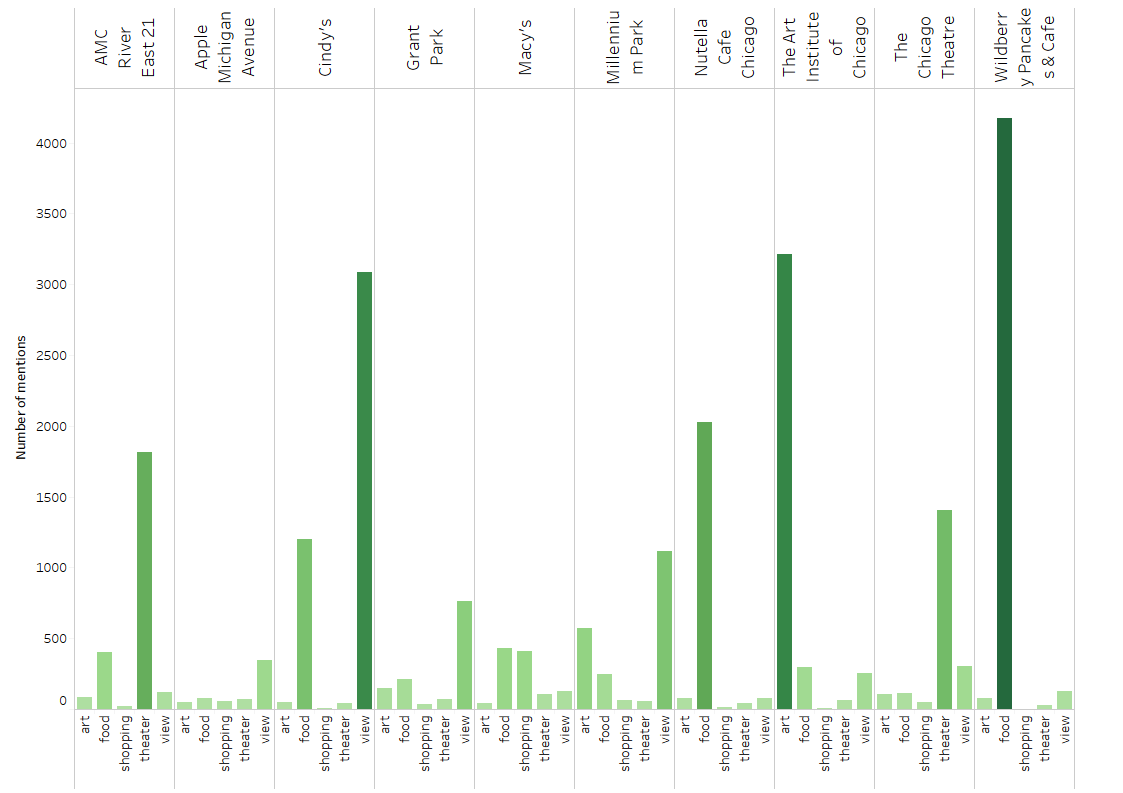 AMC
River
East 21
Apple
Michigan
Avenue
Cindy's
Grant
Park
Macy's
Millenniu
m Park
Nutella
Cafe
Chicago
The Art
Institute
of
Chicago
The
Chicago
Theatre
Wildberr
y Pancake
s & Cafe
Number of mentions
4000
3500
3000
2500
2000
1500
1000
500
0
art
food
shopping
theater
view
art
food
shopping
theater
view
art
food
shopping
theater
view
art
food
shopping
theater
view
art
food
shopping
theater
view
art
food
shopping
theater
view
art
food
shopping
theater
view
art
food
shopping
theater
view
art
food
shopping
theater
view
art
food
shopping
theater
view